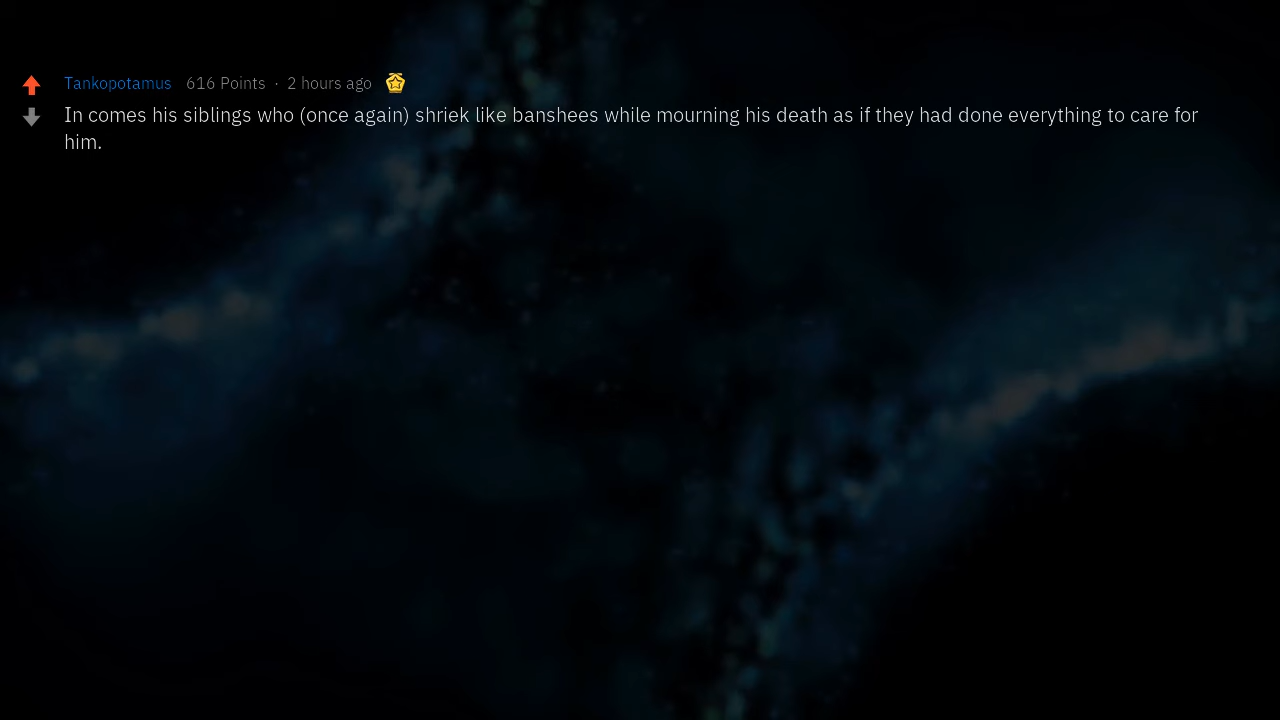 Tankopotamus 616 Points · 2 hours ago
In comes his siblings who (once again) shriek like banshees while mourning his death as if they had done everything to care for
him.